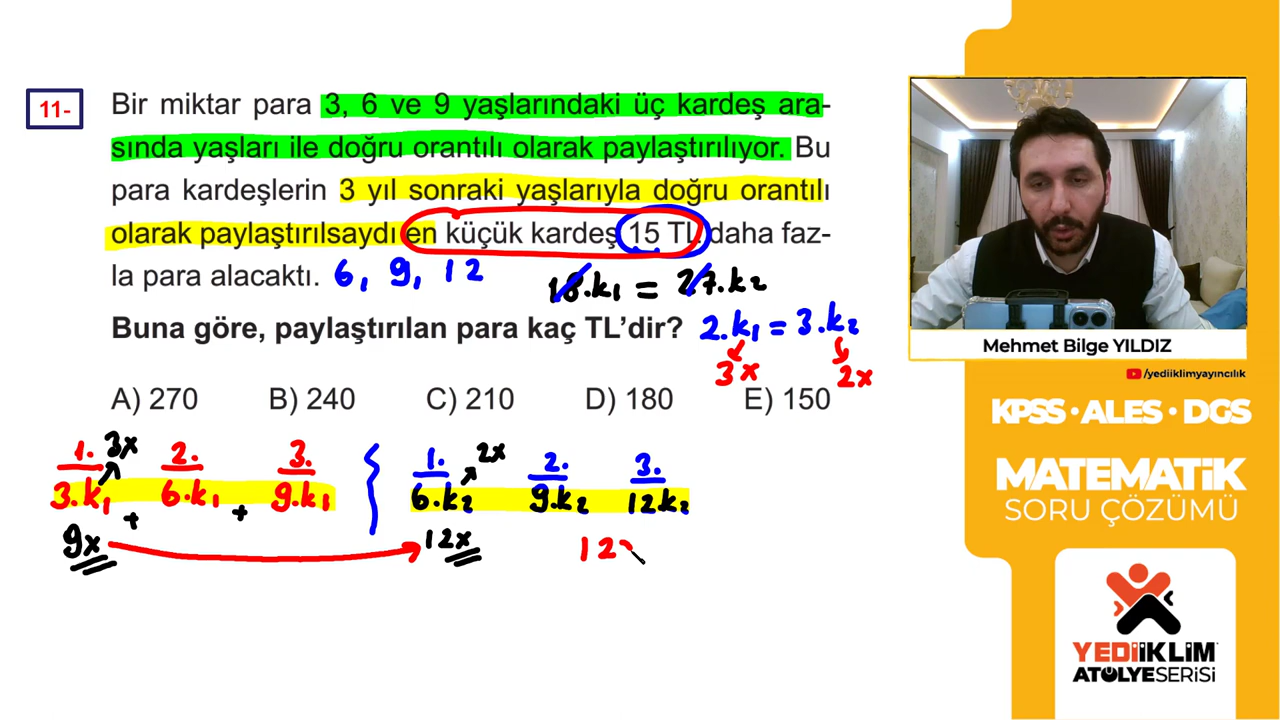 11-
Bir miktar para 3, 6 ve 9 yaşlarındaki üç kardeş ara-
sında yaşları ile doğru orantılı olarak paylaştırılıyor. Bu
para kardeşlerin 3 yıl sonraki yaşlarıyla doğru orantılı
olarak paylaştırılsaydı en küçük kardeş 15 TL daha faz-
la para alacaktı. 6, 9, 12
18.k₁ = 27.k₂
Buna göre, paylaştırılan para kaç TL'dir? 2.k₁ = 3.k₂
3x 2x
A) 270 B) 240 C) 210 D) 180 E) 150
1. 3x 2. 3. 1. 2x 2. 3.
3.k₁ + 6.k₁ + 9.k₁ 6.k₂ 9.k₂ 12k₂
9x 12x 12x
Mehmet Bilge YILDIZ
/yediiklimyayıncılık
KPSS • ALES • DGS
MATEMATİK
SORU ÇÖZÜMÜ
YEDİİKLİM
ATÖLYESERİSİ